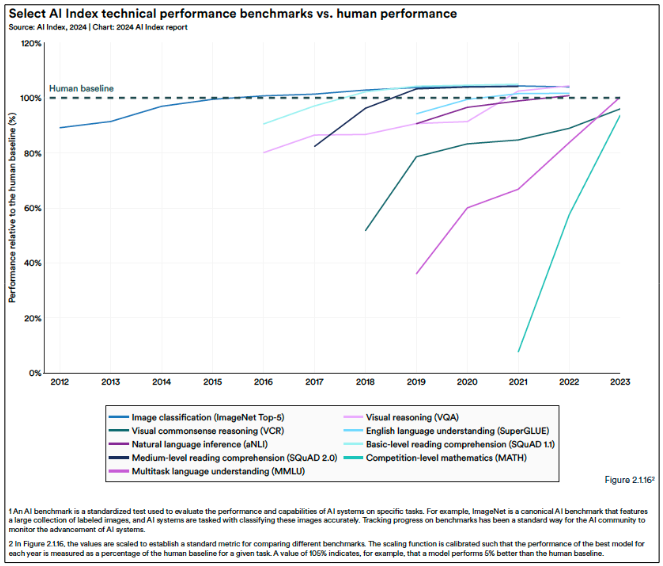 Select AI Index technical performance benchmarks vs. human performance
Source: AI Index, 2024 | Chart: 2024 AI Index report
120%
Human baseline
100%
80%
60%
40%
20%
0%
Performance relative to the human baseline (%)
2012 2013 2014 2015 2016 2017 2018 2019 2020 2021 2022 2023
Image classification (ImageNet Top-5)
Visual reasoning (VQA)
Visual commonsense reasoning (VCR)
English language understanding (SuperGLUE)
Natural language inference (aNLI)
Basic-level reading comprehension (SQuAD 1.1)
Medium-level reading comprehension (SQuAD 2.0)
Competition-level mathematics (MATH)
Multitask language understanding (MMLU)
Figure 2.1.16²
1 An AI benchmark is a standardized test used to evaluate the performance and capabilities of AI systems on specific tasks. For example, ImageNet is a canonical AI benchmark that features
a large collection of labeled images, and AI systems are tasked with classifying these images accurately. Tracking progress on benchmarks has been a standard way for the AI community to
monitor the advancement of AI systems.
2 In Figure 2.1.16, the values are scaled to establish a standard metric for comparing different benchmarks. The scaling function is calibrated such that the performance of the best model for
each year is measured as a percentage of the human baseline for a given task. A value of 105% indicates, for example, that a model performs 5% better than the human baseline.